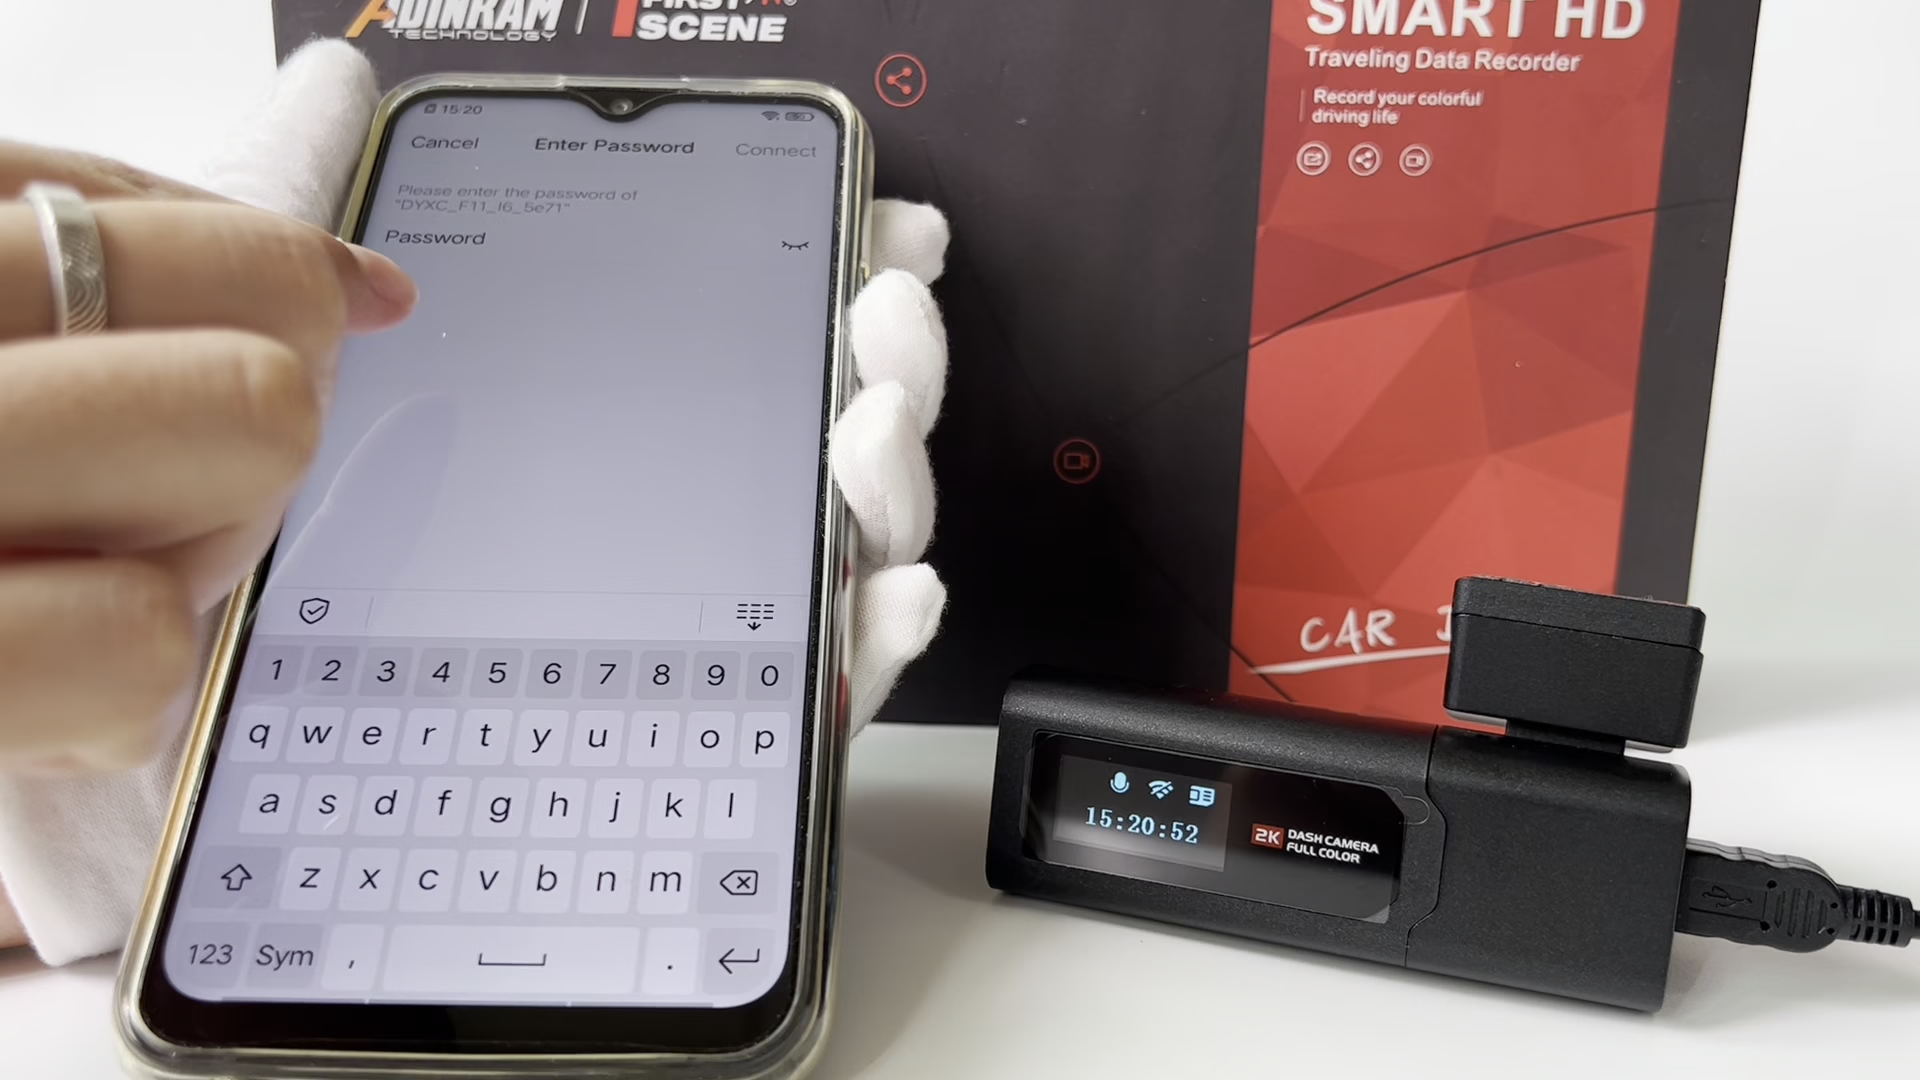 ADINKAM
TECHNOLOGY
FIRST
SCENE
SMART HD
Traveling Data Recorder
Record your colorful
driving life
CAR
15:20
Cancel
Enter Password
Connect
Please enter the password of
"DYXC_F11_I6_5e71"
Password
1 2 3 4 5 6 7 8 9 0
q w e r t y u i o p
a s d f g h j k l
z x c v b n m
123 Sym , .
15:20:52
2K DASH CAMERA
FULL COLOR